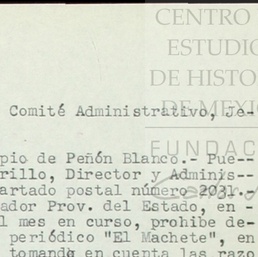 CENTRO
ESTUDIO
DE HISTO
DE MEXI
FUNDAC
Comité Administrativo, Je-
pio de Peñón Blanco.- Pue--
rillo, Director y Adminis--
artado postal número 2031.-
ador Prov. del Estado, en -
l mes en curso, prohibe de-
periódico "El Machete", en
tomando en cuenta las razo